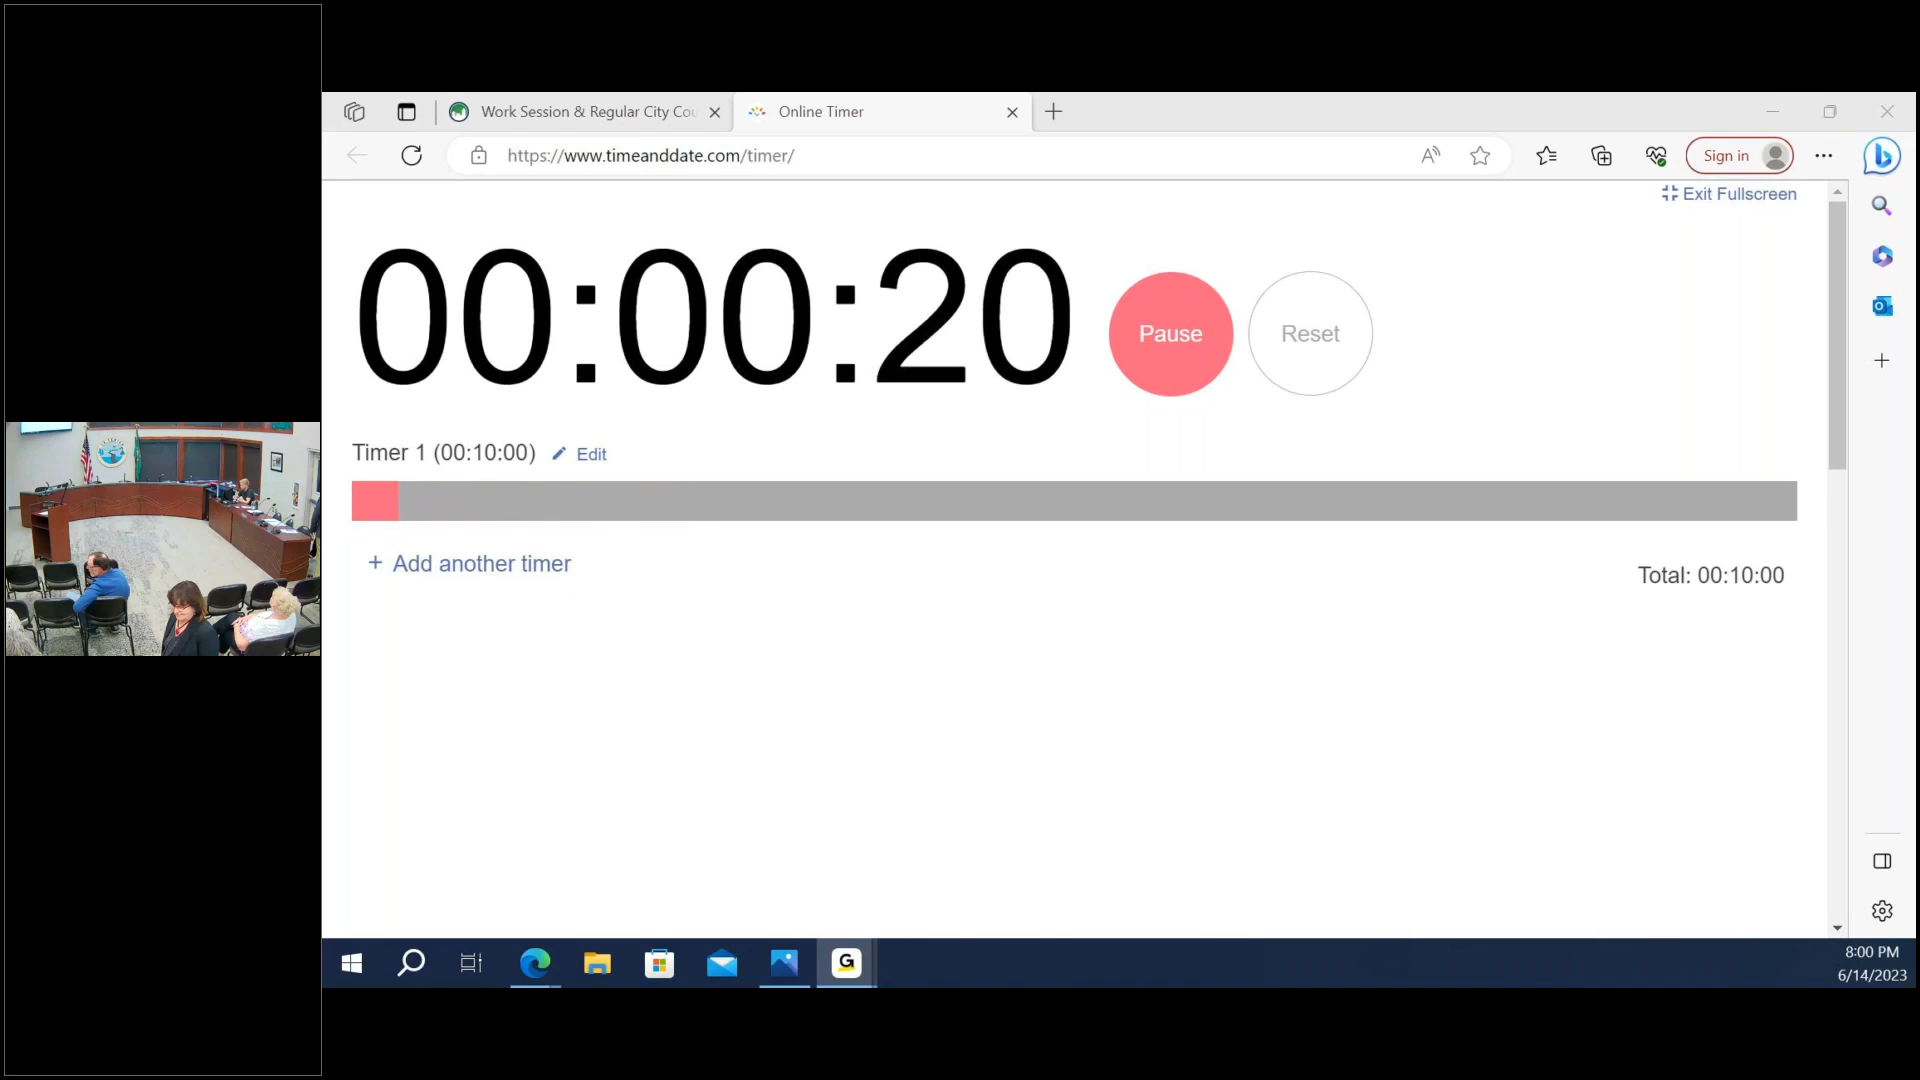 Work Session & Regular City Cou
Online Timer
https://www.timeanddate.com/timer/
Sign in
Exit Fullscreen
00:00:20
Pause
Reset
Timer 1 (00:10:00)
Edit
+ Add another timer
Total: 00:10:00
8:00 PM
6/14/2023